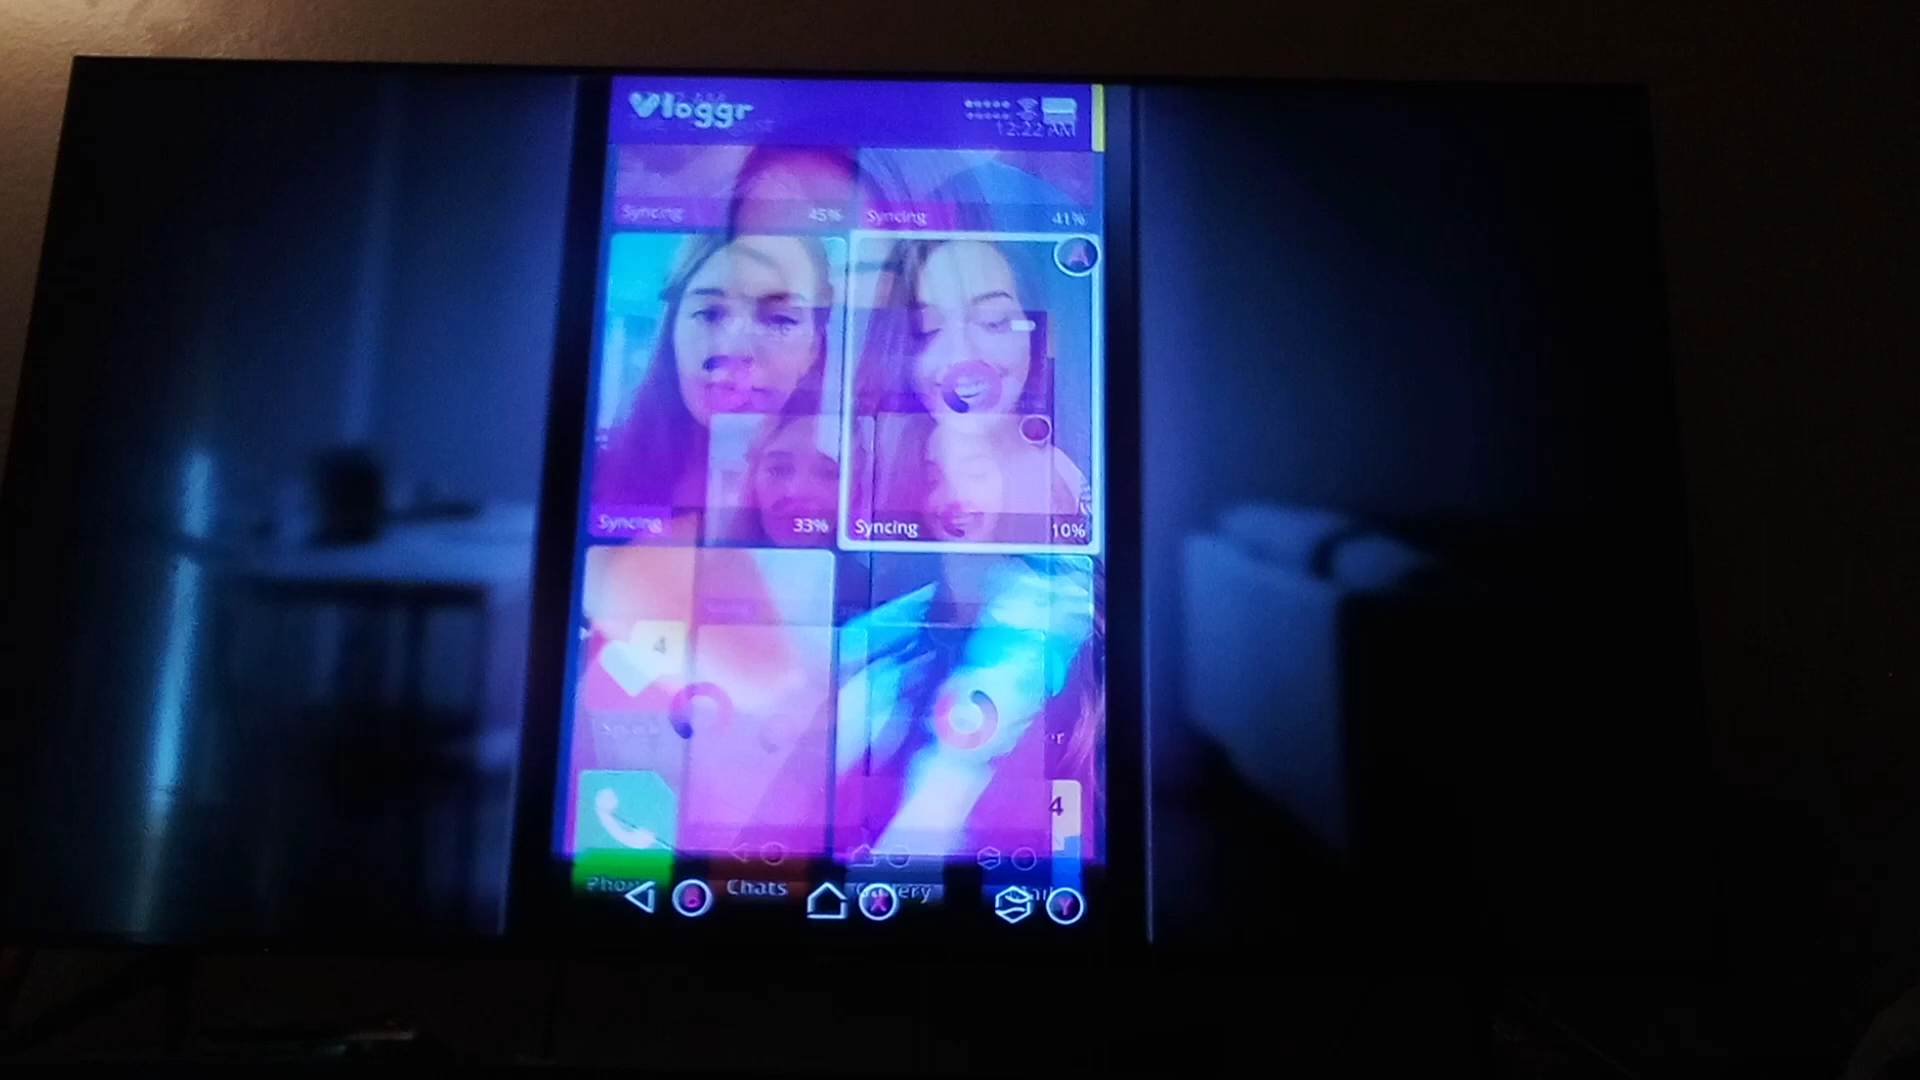 Vloggr
12:22 AM
Syncing 45% Syncing 41%
A
Syncing 33% Syncing 10%
4
4
Chats
B X Y